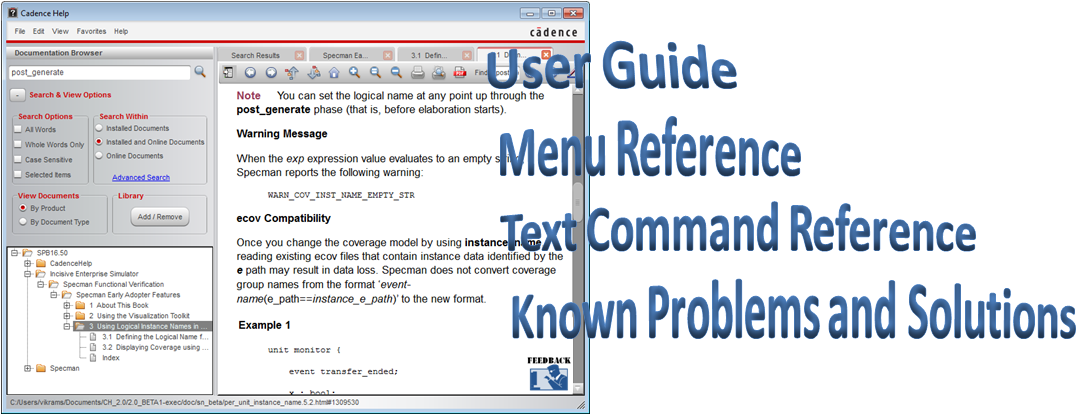 Cadence Help
File Edit View Favorites Help
cādence
Documentation Browser
post_generate
Search & View Options
Search Options
All Words
Whole Words Only
Case Sensitive
Selected Items
Search Within
Installed Documents
Installed and Online Documents
Online Documents
Advanced Search
View Documents
By Product
By Document Type
Library
Add / Remove
SPB16.50
CadenceHelp
Incisive Enterprise Simulator
Specman Functional Verification
Specman Early Adopter Features
1 About This Book
2 Using the Visualization Toolkit
3 Using Logical Instance Names in ...
3.1 Defining the Logical Name f...
3.2 Displaying Coverage using ...
Index
Specman
Search Results
Specman Ea...
3.1 Defin...
Note You can set the logical name at any point up through the
post_generate phase (that is, before elaboration starts).
Warning Message
When the exp expression value evaluates to an empty
Specman reports the following warning:
WARN_COV_INST_NAME_EMPTY_STR
ecov Compatibility
Once you change the coverage model by using
reading existing ecov files that contain instance data identified by the
e path may result in data loss. Specman does not convert coverage
group names from the format 'event-
name(e_path==instance_e_path)' to the new format.
Example 1
unit monitor {
event transfer_ended;
x : bool;
FEEDBACK
C:/Users/vikrams/Documents/CH_2.0/2.0_BETA1-exec/doc/sn_beta/per_unit_instance_name.5.2.html#1309530
User Guide
Menu Reference
Text Command Reference
Known Problems and Solutions